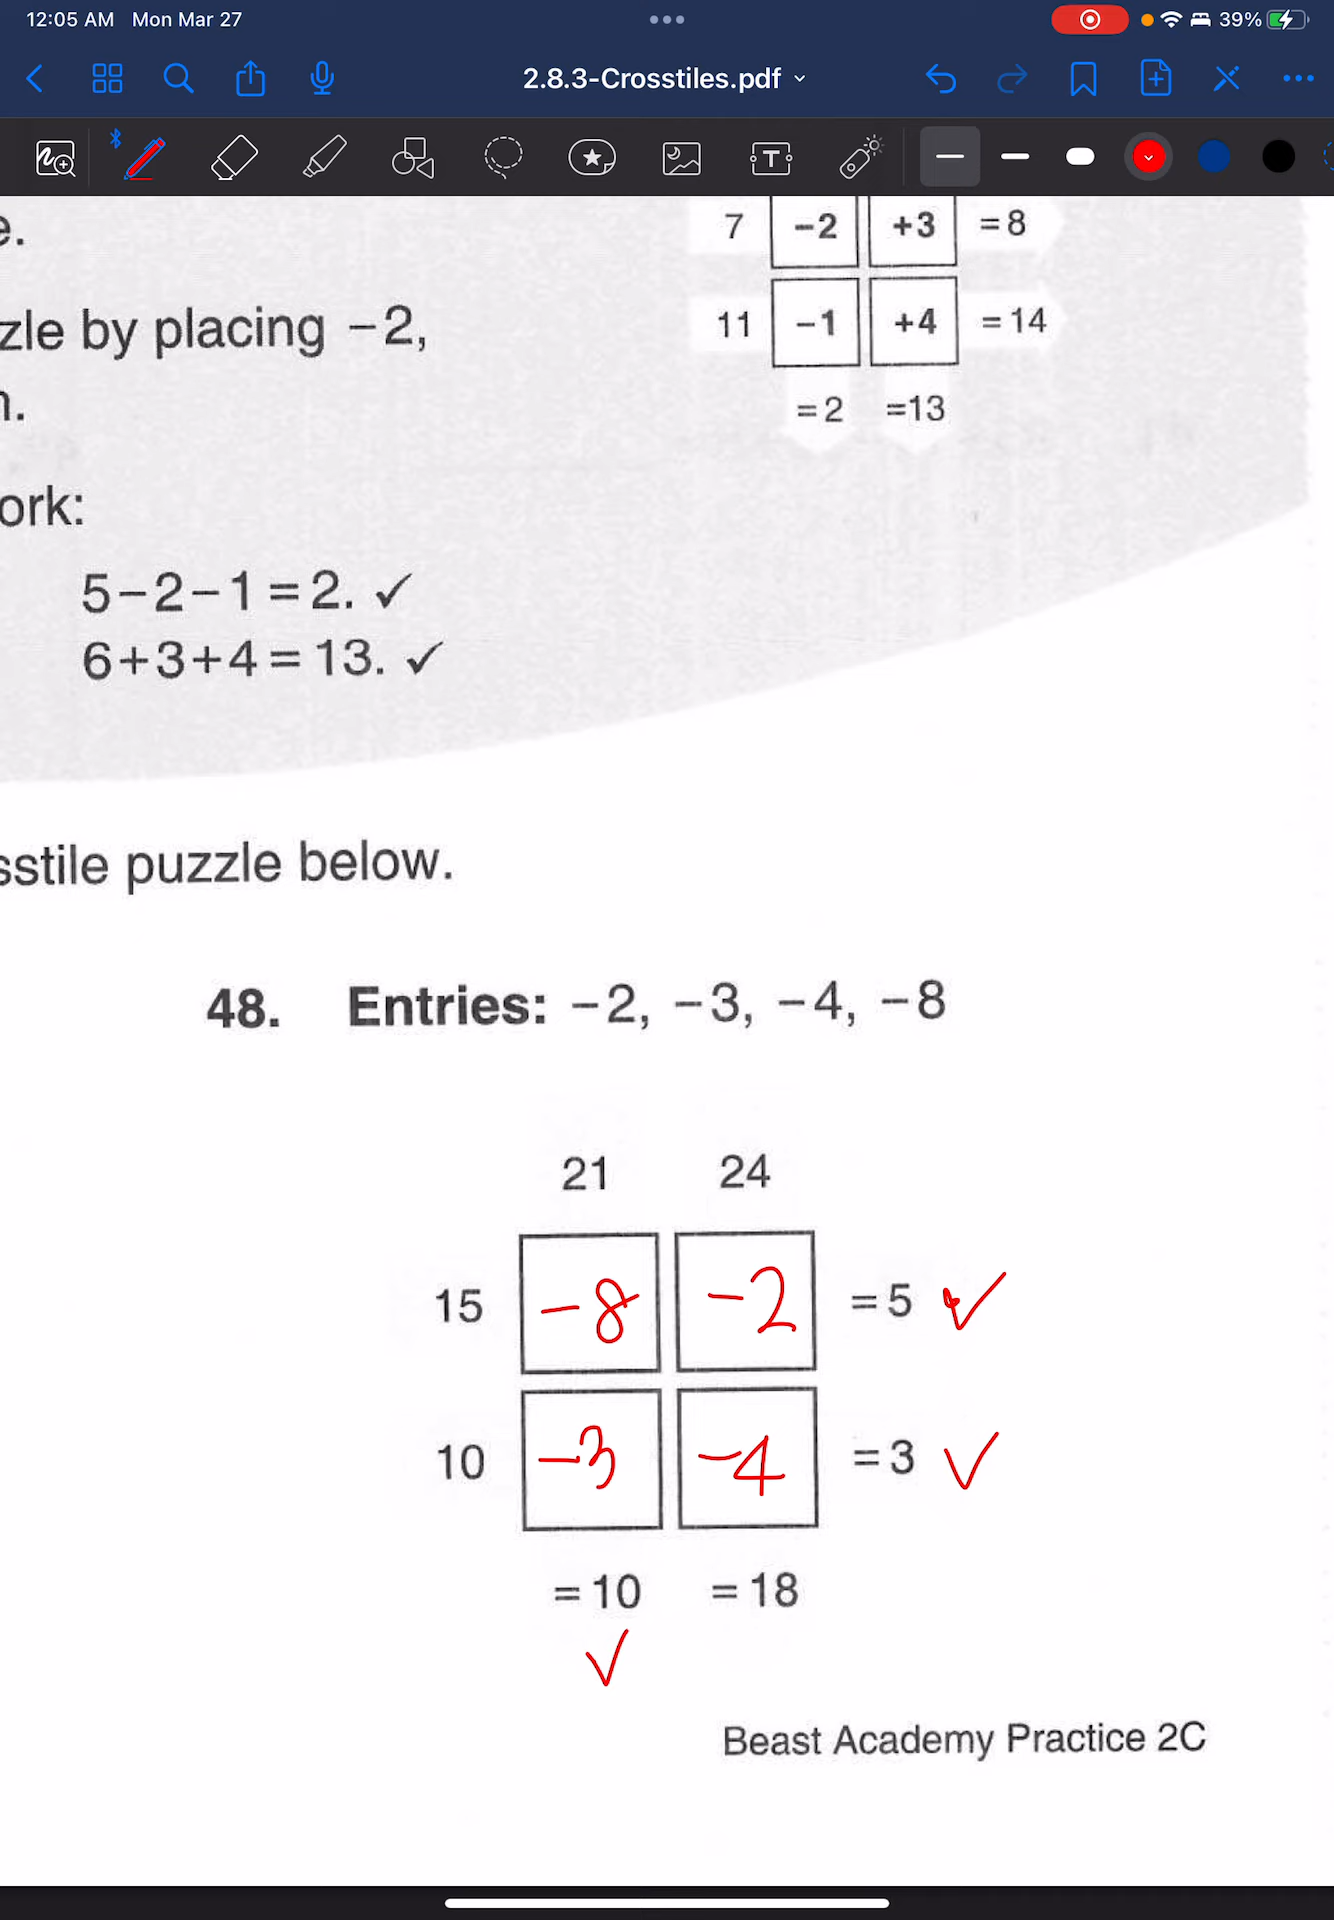 12:05 AM Mon Mar 27
39%
2.8.3-Crosstiles.pdf
T
7 -2 +3 = 8
zle by placing -2,
11 -1 +4 = 14
= 2 =13
ork:
5-2-1=2. ✓
6+3+4=13. ✓
sstile puzzle below.
48. Entries: -2, -3, -4, -8
21 24
15 -8 -2 = 5 ✓
10 -3 -4 = 3 ✓
= 10 = 18
✓
Beast Academy Practice 2C